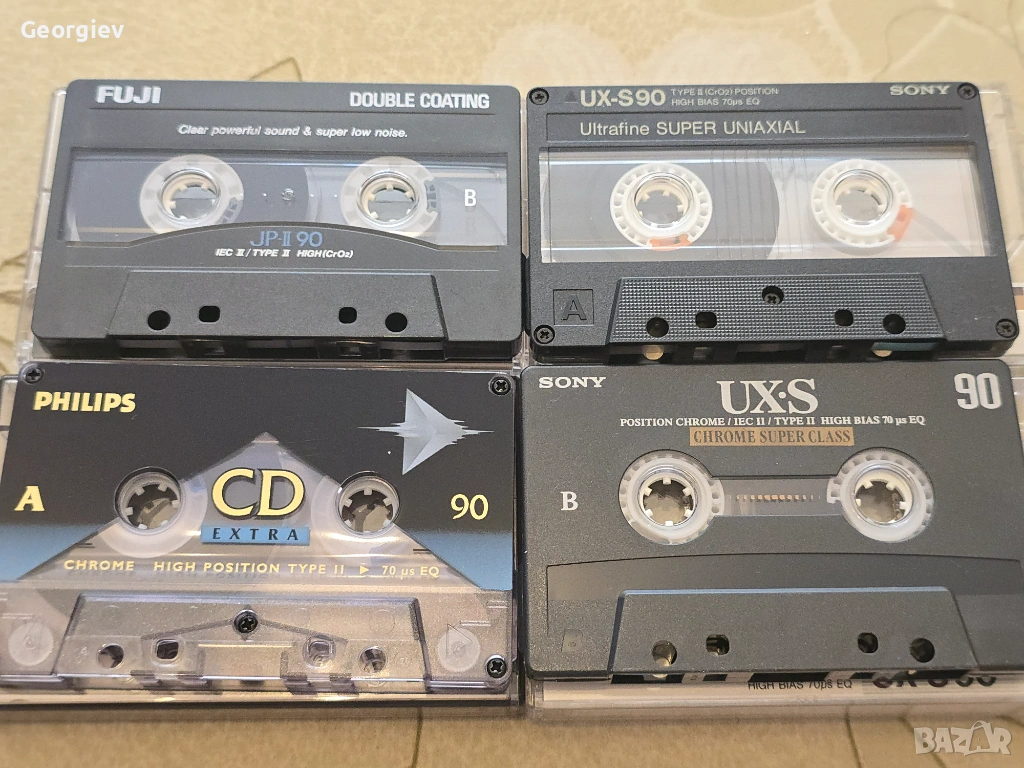 Georgiev
FUJI
DOUBLE COATING
Clear powerful sound & super low noise.
B
JP-II 90
IEC II / TYPE II HIGH (CrO2)
UX-S90
TYPE II (CrO2) POSITION
HIGH BIAS 70µs EQ
SONY
Ultrafine SUPER UNIAXIAL
A
PHILIPS
A
CD
EXTRA
90
CHROME HIGH POSITION TYPE II ► 70 µs EQ
SONY
UX·S
90
POSITION CHROME / IEC II / TYPE II HIGH BIAS 70 µs EQ
CHROME SUPER CLASS
B
B
HIGH BIAS 70µs EQ
BAZAR